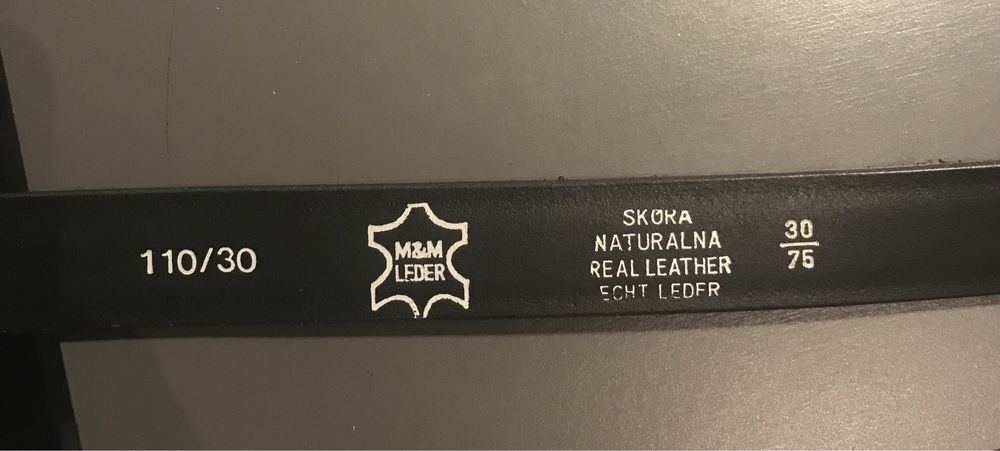 110/30
M&M
LEDER
SKÓRA
NATURALNA
REAL LEATHER
ECHT LEDER
30
75